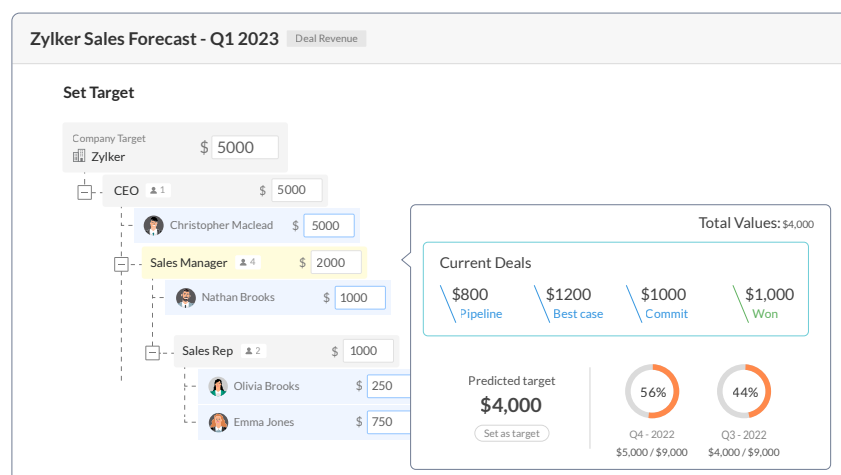 Zylker Sales Forecast - Q1 2023 Deal Revenue
Set Target
Company Target
Zylker $ 5000
CEO 1 $ 5000
Christopher Maclead $ 5000
Sales Manager 4 $ 2000
Nathan Brooks $ 1000
Sales Rep 2 $ 1000
Olivia Brooks $ 250
Emma Jones $ 750
Total Values: $4,000
Current Deals
$800 $1200 $1000 $1,000
Pipeline Best case Commit Won
Predicted target
$4,000
Set as target
56% 44%
Q4 - 2022 Q3 - 2022
$5,000 / $9,000 $4,000 / $9,000